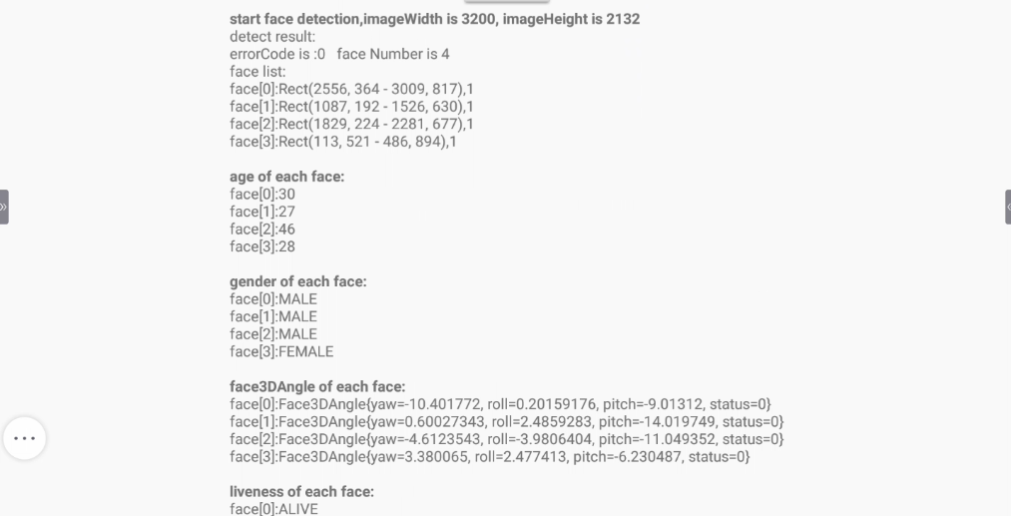 start face detection,imageWidth is 3200, imageHeight is 2132
detect result:
errorCode is :0   face Number is 4
face list:
face[0]:Rect(2556, 364 - 3009, 817),1
face[1]:Rect(1087, 192 - 1526, 630),1
face[2]:Rect(1829, 224 - 2281, 677),1
face[3]:Rect(113, 521 - 486, 894),1
age of each face:
face[0]:30
face[1]:27
face[2]:46
face[3]:28
gender of each face:
face[0]:MALE
face[1]:MALE
face[2]:MALE
face[3]:FEMALE
face3DAngle of each face:
face[0]:Face3DAngle{yaw=-10.401772, roll=0.20159176, pitch=-9.01312, status=0}
face[1]:Face3DAngle{yaw=0.60027343, roll=2.4859283, pitch=-14.019749, status=0}
face[2]:Face3DAngle{yaw=-4.6123543, roll=-3.9806404, pitch=-11.049352, status=0}
face[3]:Face3DAngle{yaw=3.380065, roll=2.477413, pitch=-6.230487, status=0}
liveness of each face:
face[0]:ALIVE